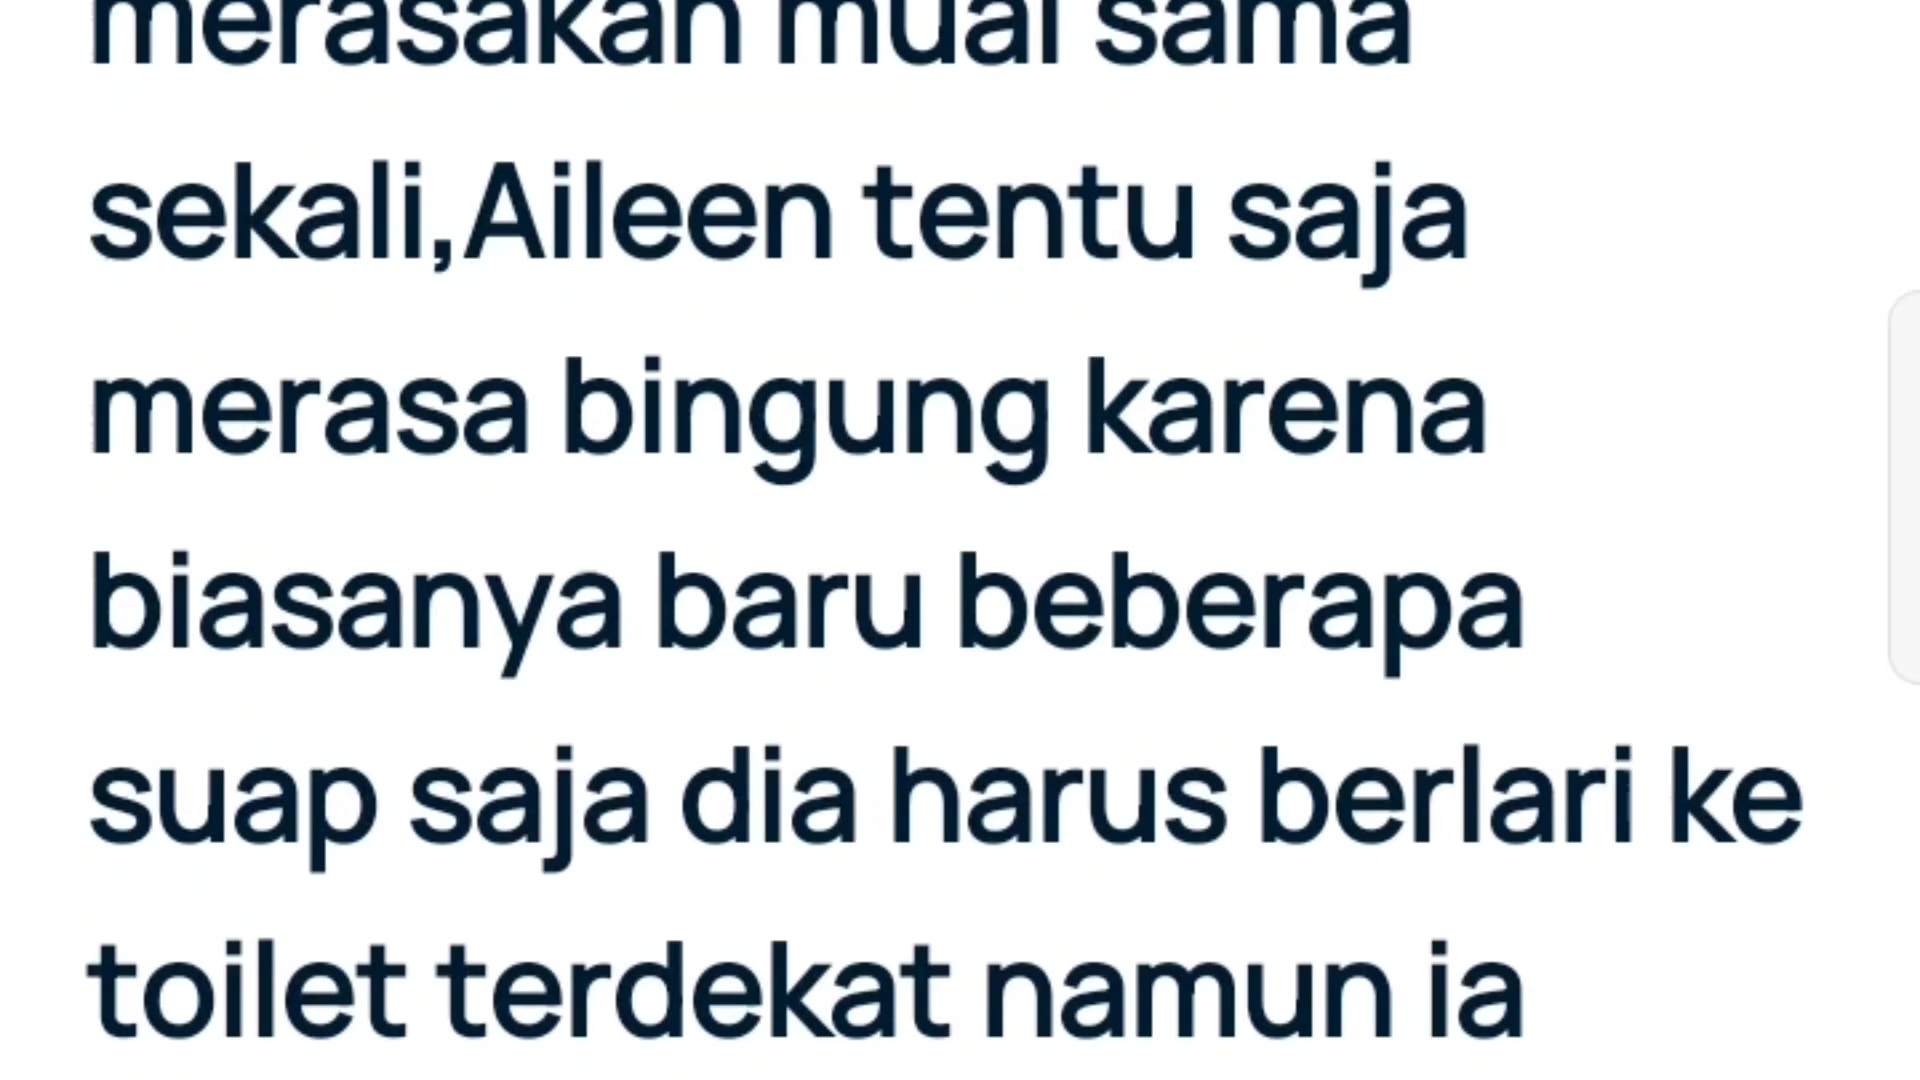 merasakan mual sama
sekali,Aileen tentu saja
merasa bingung karena
biasanya baru beberapa
suap saja dia harus berlari ke
toilet terdekat namun ia